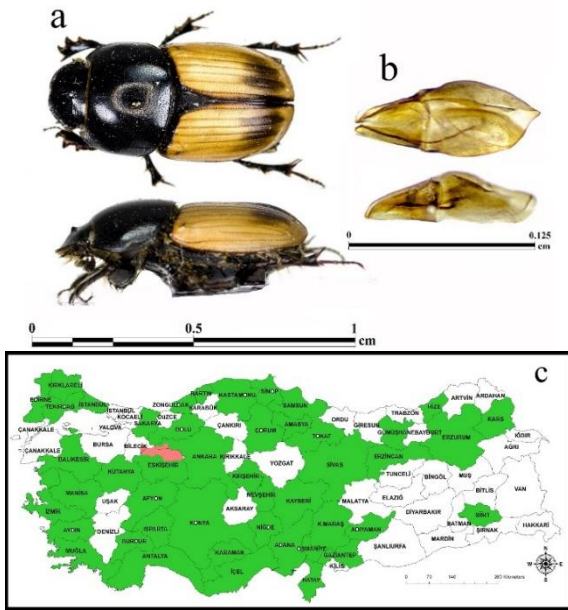 a
b
0 0.125
cm
0 0.5 1
cm
c
KIRKLARELİ
EDİRNE
TEKİRDAĞ
İSTANBUL
İSTANBUL
KOCAELİ
YALOVA
SAKARYA
DÜZCE
ZONGULDAK
BARTIN
KARABÜK
KASTAMONU
SİNOP
SAMSUN
ORDU
GİRESUN
TRABZON
RİZE
ARTVİN
ARDAHAN
KARS
IĞDIR
AĞRI
ÇANAKKALE
ÇANAKKALE
BALIKESİR
BURSA
BİLECİK
BOLU
ÇANKIRI
ÇORUM
AMASYA
TOKAT
GÜMÜŞHANE
BAYBURT
ERZURUM
ERZİNCAN
KÜTAHYA
ESKİŞEHİR
ANKARA
KIRIKKALE
YOZGAT
SİVAS
TUNCELİ
BİNGÖL
MUŞ
MANİSA
UŞAK
AFYON
KIRŞEHİR
NEVŞEHİR
KAYSERİ
MALATYA
ELAZIĞ
BİTLİS
VAN
İZMİR
AYDIN
DENİZLİ
ISPARTA
KONYA
AKSARAY
NİĞDE
K.MARAŞ
ADIYAMAN
DİYARBAKIR
BATMAN
SİİRT
ŞIRNAK
HAKKARİ
MUĞLA
BURDUR
ANTALYA
KARAMAN
İÇEL
ADANA
OSMANİYE
GAZİANTEP
KİLİS
ŞANLIURFA
MARDİN
HATAY
N
W E
S
0 70 140 280 Kilometers